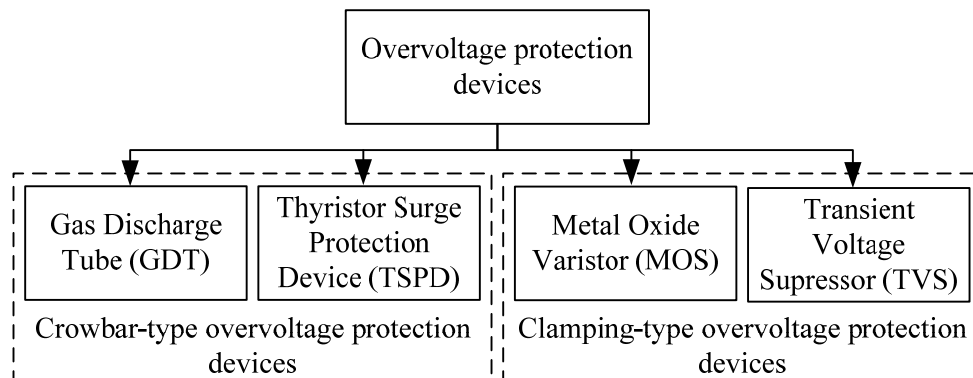 Overvoltage protection
devices
Gas Discharge
Tube (GDT)
Thyristor Surge
Protection
Device (TSPD)
Metal Oxide
Varistor (MOS)
Transient
Voltage
Supressor (TVS)
Crowbar-type overvoltage protection
devices
Clamping-type overvoltage protection
devices